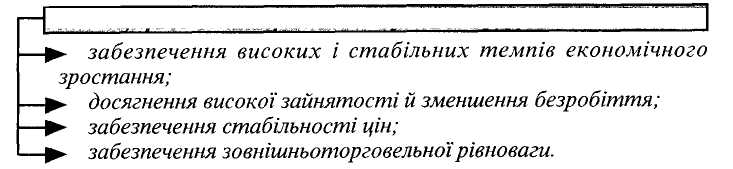 забезпечення високих і стабільних темпів економічного
зростання;
досягнення високої зайнятості й зменшення безробіття;
забезпечення стабільності цін;
забезпечення зовнішньоторговельної рівноваги.